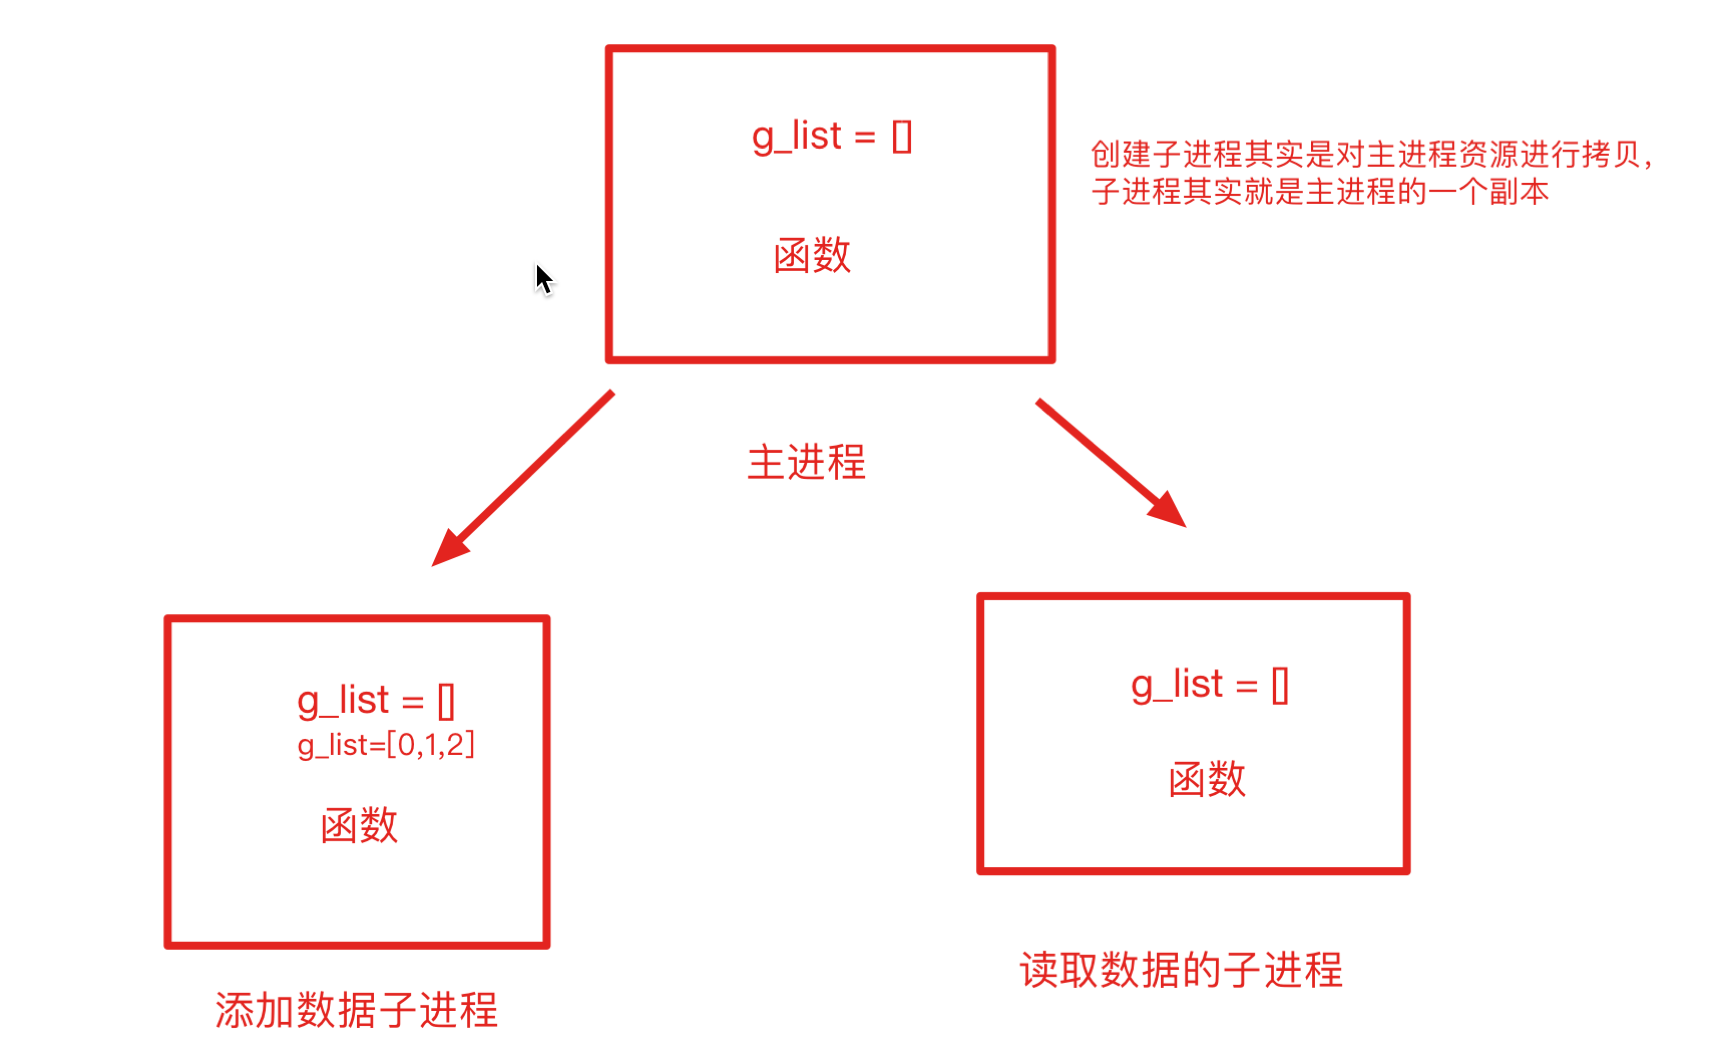 g_list = []
函数
创建子进程其实是对主进程资源进行拷贝，
子进程其实就是主进程的一个副本
主进程
g_list = []
g_list=[0,1,2]
函数
添加数据子进程
g_list = []
函数
读取数据的子进程